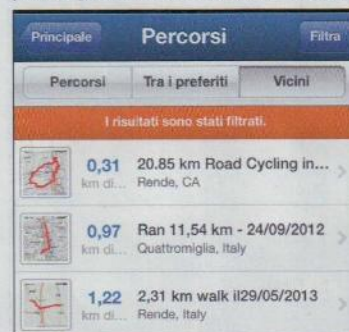 Principale Percorsi Filtra
Percorsi Tra i preferiti Vicini
I risultati sono stati filtrati.
0,31 20.85 km Road Cycling in...
km di... Rende, CA
0,97 Ran 11,54 km - 24/09/2012
km di... Quattromiglia, Italy
1,22 2,31 km walk il29/05/2013
km di... Rende, Italy